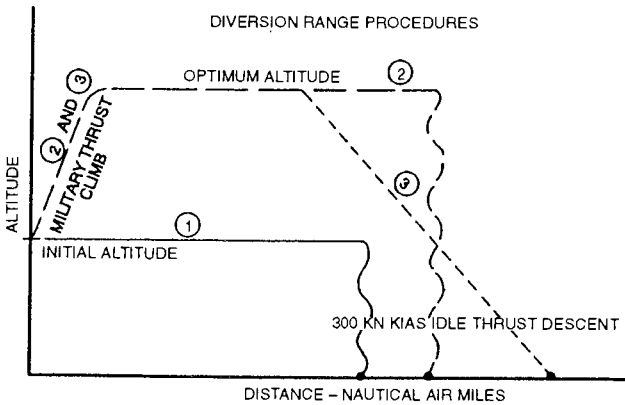 DIVERSION RANGE PROCEDURES
OPTIMUM ALTITUDE
2
2 AND 3
MILITARY THRUST
CLIMB
3
1
INITIAL ALTITUDE
300 KN KIAS IDLE THRUST DESCENT
ALTITUDE
DISTANCE – NAUTICAL AIR MILES